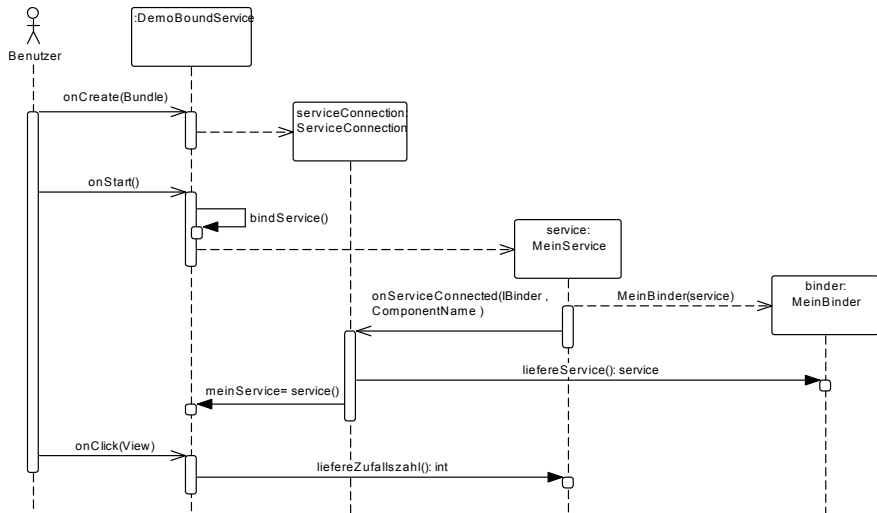 :DemoBoundService
Benutzer
onCreate(Bundle)
serviceConnection:
ServiceConnection
onStart()
bindService()
service:
MeinService
onServiceConnected(IBinder ,
ComponentName )
MeinBinder(service)
binder:
MeinBinder
liefereService(): service
meinService= service()
onClick(View)
liefereZufallszahl(): int